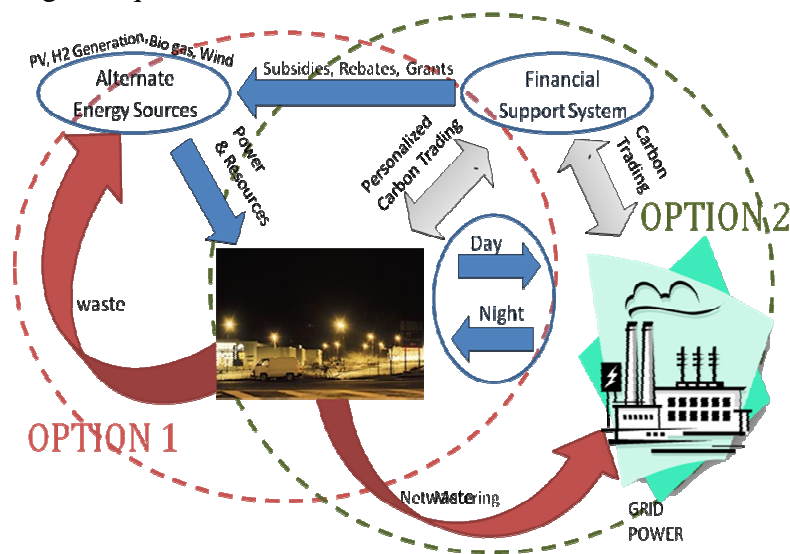 PV, H2 Generation, Bio gas, Wind
Alternate
Energy Sources
Subsidies, Rebates, Grants
Financial
Support System
Power
& Resources
Personalized
Carbon Trading
Carbon
Trading
OPTION 2
Day
Night
waste
OPTION 1
Net Metering
waste
GRID
POWER